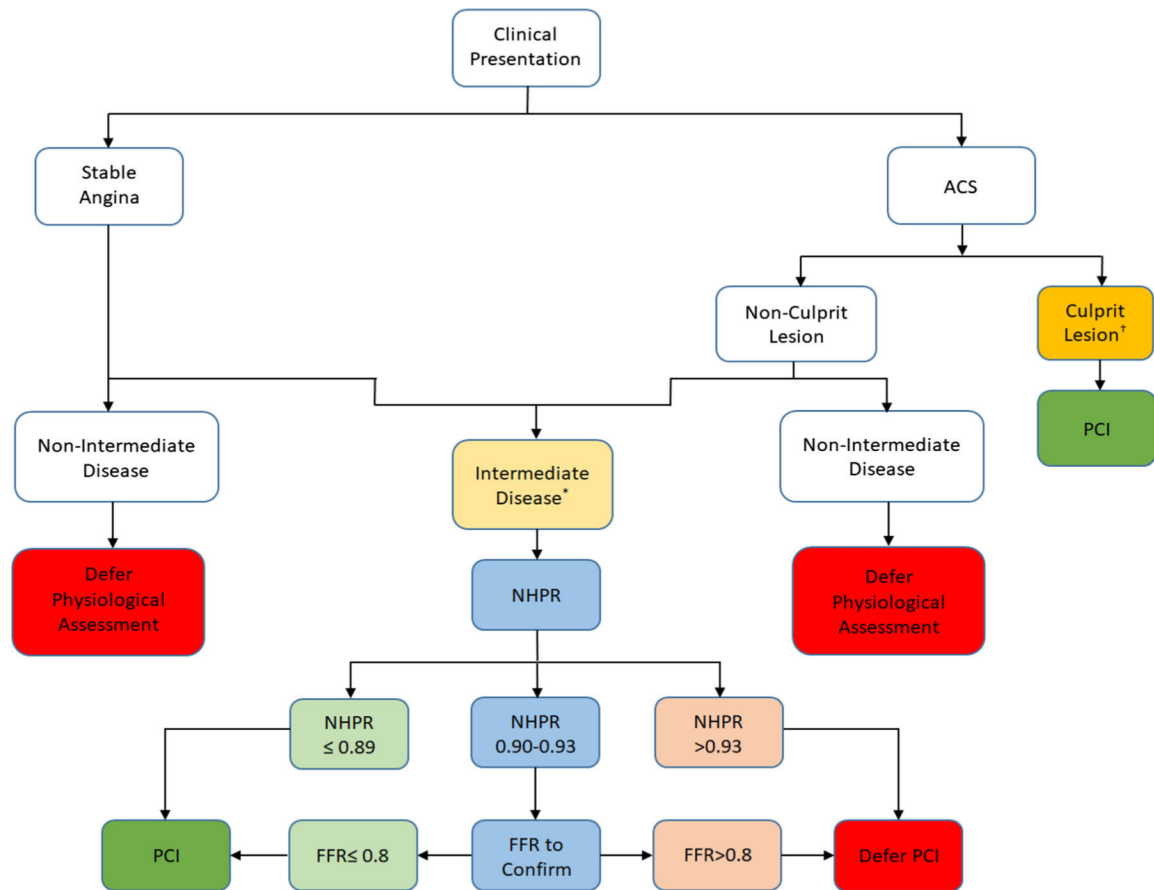 Clinical
Presentation
Stable
Angina
ACS
Non-Culprit
Lesion
Culprit
Lesion†
PCI
Non-Intermediate
Disease
Intermediate
Disease*
Non-Intermediate
Disease
Defer
Physiological
Assessment
NHPR
Defer
Physiological
Assessment
NHPR
≤ 0.89
NHPR
0.90-0.93
NHPR
>0.93
PCI
FFR≤ 0.8
FFR to
Confirm
FFR>0.8
Defer PCI